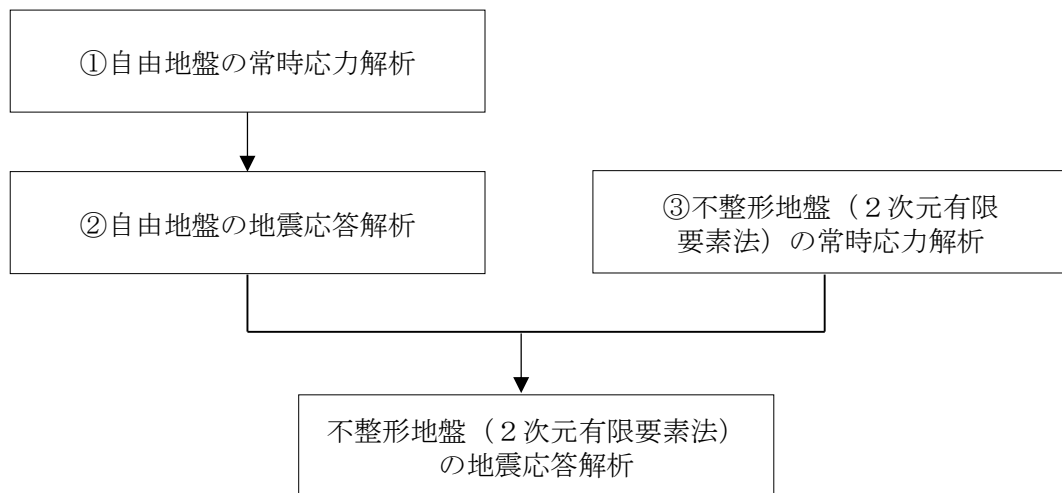 ①自由地盤の常時応力解析
②自由地盤の地震応答解析
③不整形地盤（２次元有限
要素法）の常時応力解析
不整形地盤（２次元有限要素法）
の地震応答解析